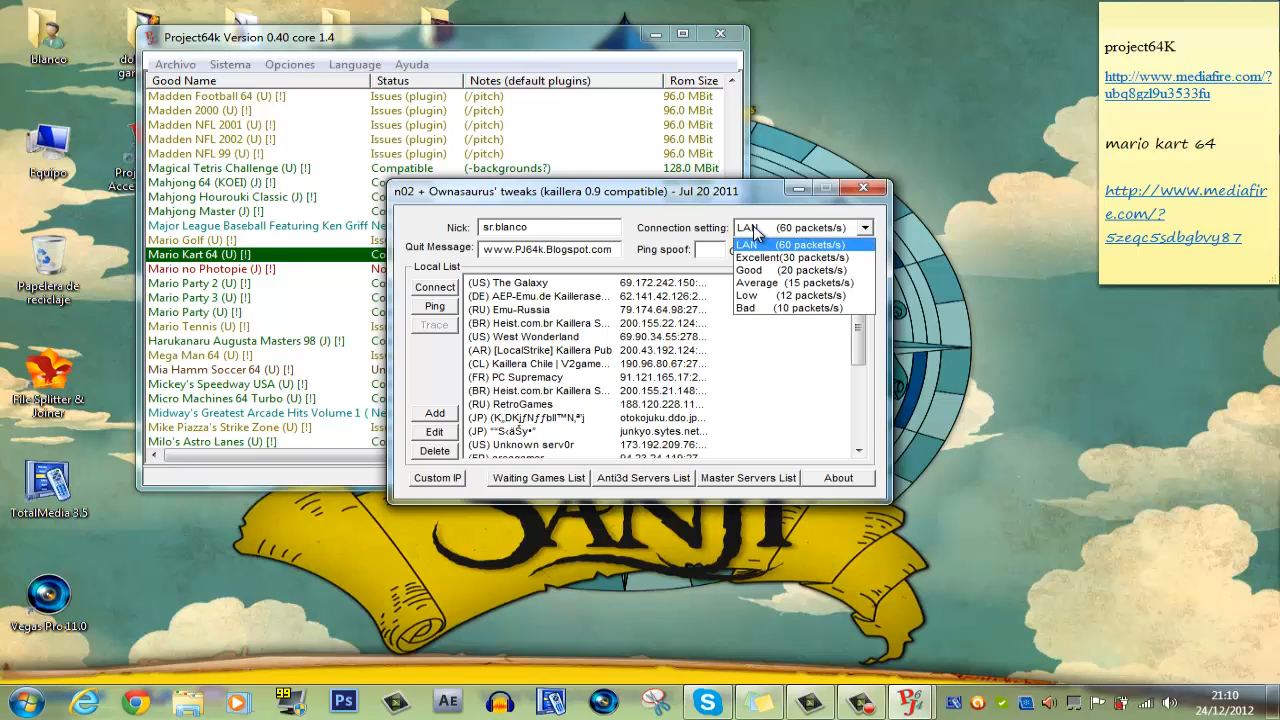 Blanco
Equipo
Papelera de
reciclaje
File Splitter &
Joiner
TotalMedia 3.5
Vegas Pro 11.0
Project64k Version 0.40 core 1.4
Archivo Sistema Opciones Language Ayuda
Good Name Status Notes (default plugins) Rom Size
Madden Football 64 (U) [!] Issues (plugin) (/pitch) 96.0 MBit
Madden 2000 (U) [!] Issues (plugin) (/pitch) 96.0 MBit
Madden NFL 2001 (U) [!] Issues (plugin) (/pitch) 96.0 MBit
Madden NFL 2002 (U) [!] Issues (plugin) (/pitch) 96.0 MBit
Madden NFL 99 (U) [!] Issues (plugin) (/pitch) 96.0 MBit
Magical Tetris Challenge (U) [!] Compatible (-backgrounds?) 128.0 MBit
Mahjong 64 (KOEI) (J) [!]
Mahjong Hourouki Classic (J) [!]
Mahjong Master (J) [!]
Major League Baseball Featuring Ken Griff
Mario Golf (U) [!]
Mario Kart 64 (U) [!]
Mario no Photopie (J) [!]
Mario Party 2 (U) [!]
Mario Party 3 (U) [!]
Mario Party (U) [!]
Mario Tennis (U) [!]
Harukanaru Augusta Masters 98 (J) [!]
Mega Man 64 (U) [!]
Mia Hamm Soccer 64 (U) [!]
Mickey's Speedway USA (U) [!]
Micro Machines 64 Turbo (U) [!]
Midway's Greatest Arcade Hits Volume 1 (
Mike Piazza's Strike Zone (U) [!]
Milo's Astro Lanes (U) [!]
n02 + Ownasaurus' tweaks (kaillera 0.9 compatible) - Jul 20 2011
Nick: sr.blanco Connection setting: LAN (60 packets/s)
Quit Message: www.PJ64k.Blogspot.com Ping spoof:
LAN (60 packets/s)
Excellent(30 packets/s)
Good (20 packets/s)
Average (15 packets/s)
Low (12 packets/s)
Bad (10 packets/s)
Local List
Connect
Ping
Trace
Add
Edit
Delete
(US) The Galaxy 69.172.242.150:...
(DE) AEP-Emu.de Kaillerase... 62.141.42.126:2...
(RU) Emu-Russia 79.174.64.98:27...
(BR) Heist.com.br Kaillera S... 200.155.22.124:...
(US) West Wonderland 69.90.34.55:278...
(AR) [LocalStrike] Kaillera Pub 200.43.192.124:...
(CL) Kaillera Chile | V2game... 190.96.80.67:27...
(FR) PC Supremacy 91.121.165.17:2...
(BR) Heist.com.br Kaillera S... 200.155.21.148:...
(RU) RetroGames 188.120.228.11...
(JP) otokojuku.ddo.jp...
(JP) junkyo.sytes.net...
(US) Unknown serv0r 173.192.209.76:...
Custom IP Waiting Games List Anti3d Servers List Master Servers List About
project64K
http://www.mediafire.com/?
ubq8gzl9u3533fu
mario kart 64
http://www.mediafir
e.com/?
5zeqc5sdbgbvy87
SANJI
99
Ps
AE
21:10
24/12/2012